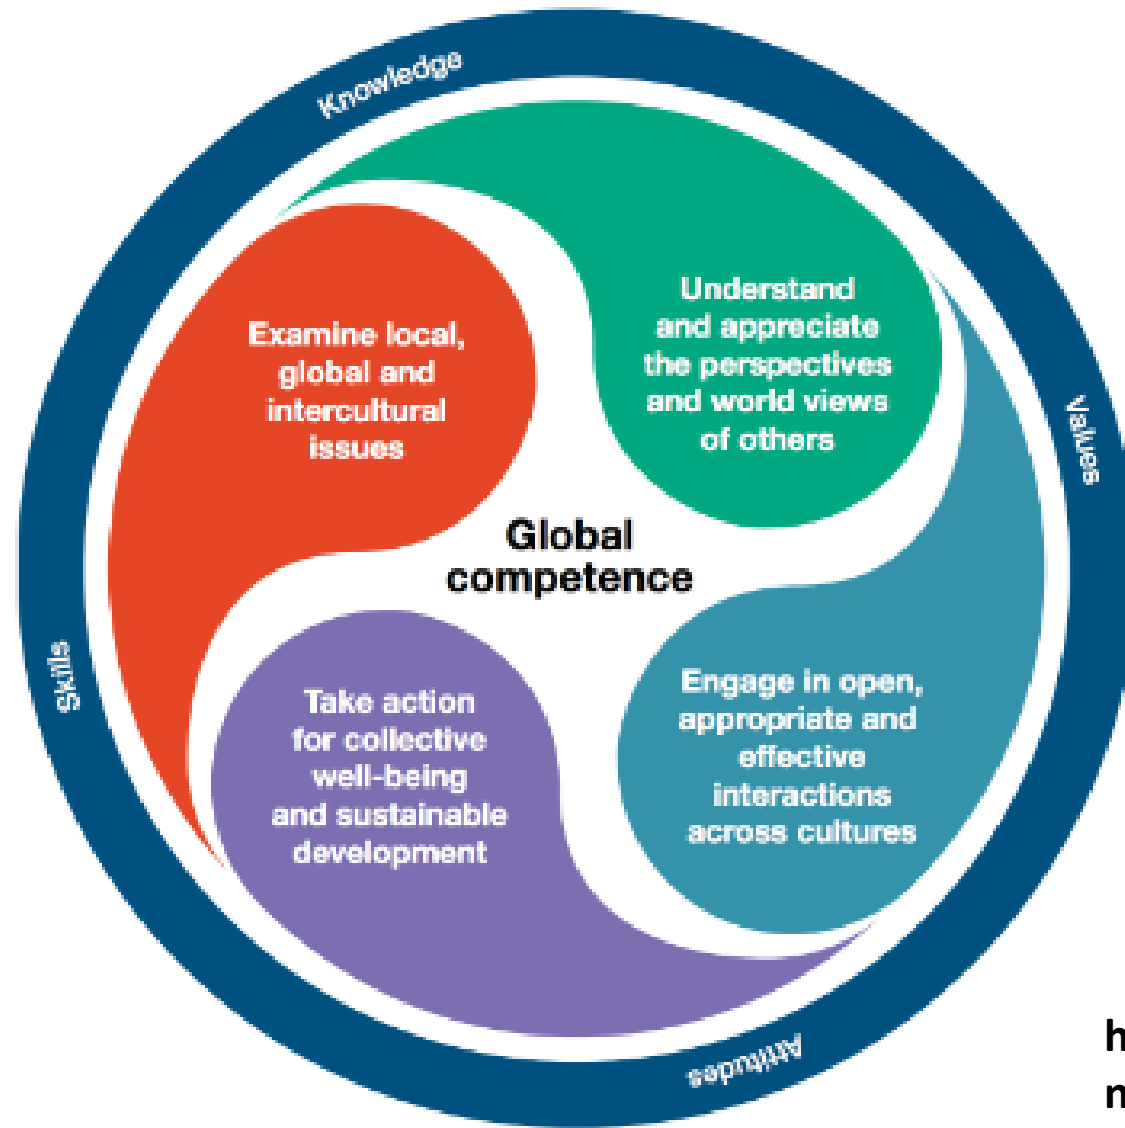 Knowledge
Understand
and appreciate
the perspectives
and world views
of others
Examine local,
global and
intercultural
issues
Values
Global
competence
Skills
Take action
for collective
well-being
and sustainable
development
Engage in open,
appropriate and
effective
interactions
across cultures
Attitudes
h
n